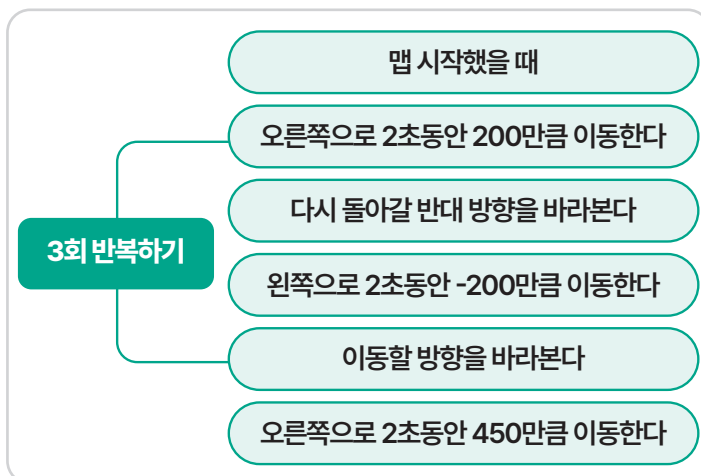 맵 시작했을 때
오른쪽으로 2초동안 200만큼 이동한다
다시 돌아갈 반대 방향을 바라본다
3회 반복하기
왼쪽으로 2초동안 -200만큼 이동한다
이동할 방향을 바라본다
오른쪽으로 2초동안 450만큼 이동한다